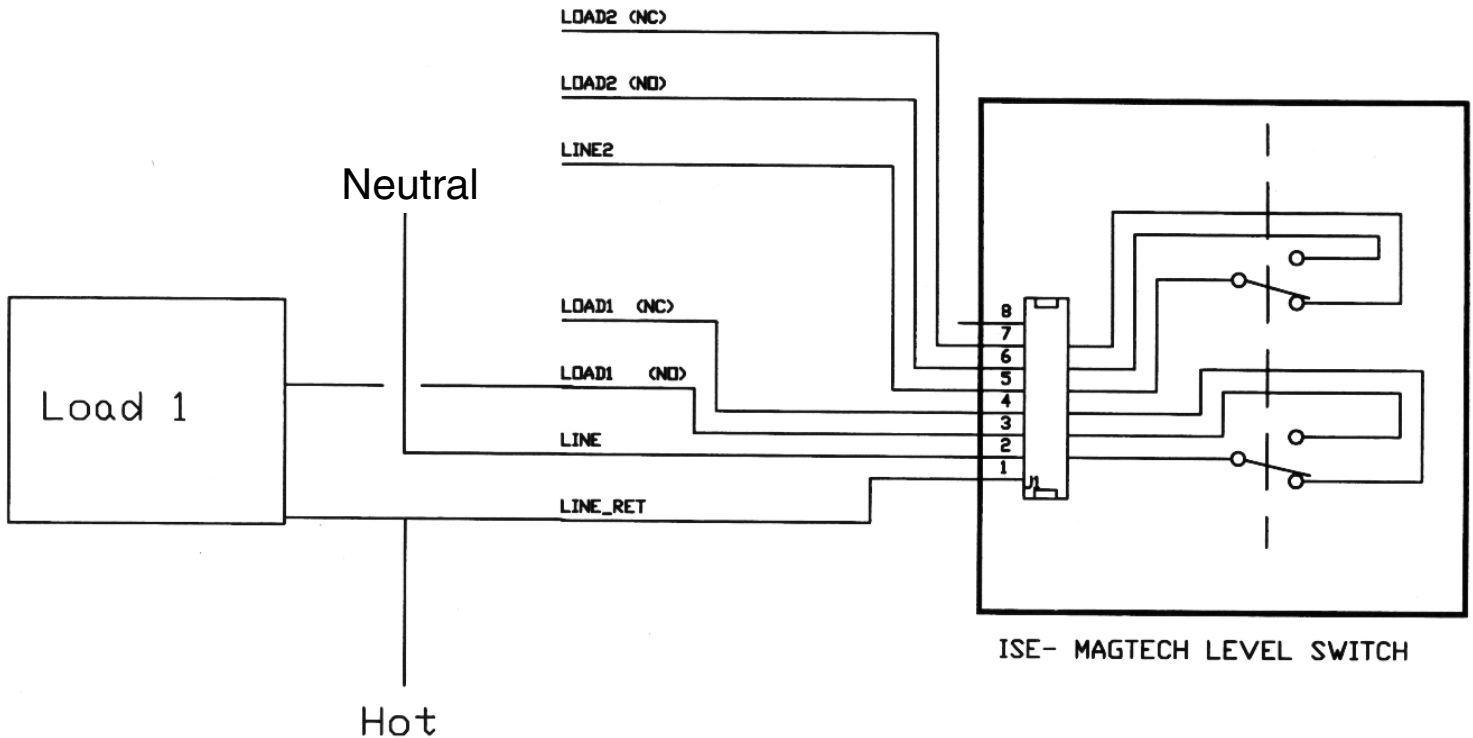 LOAD2 (NC)
LOAD2 (NO)
LINE2
Neutral
LOAD1 (NC)
LOAD1 (NO)
LINE
LINE_RET
Load 1
Hot
8
7
6
5
4
3
2
1
J1
ISE- MAGTECH LEVEL SWITCH